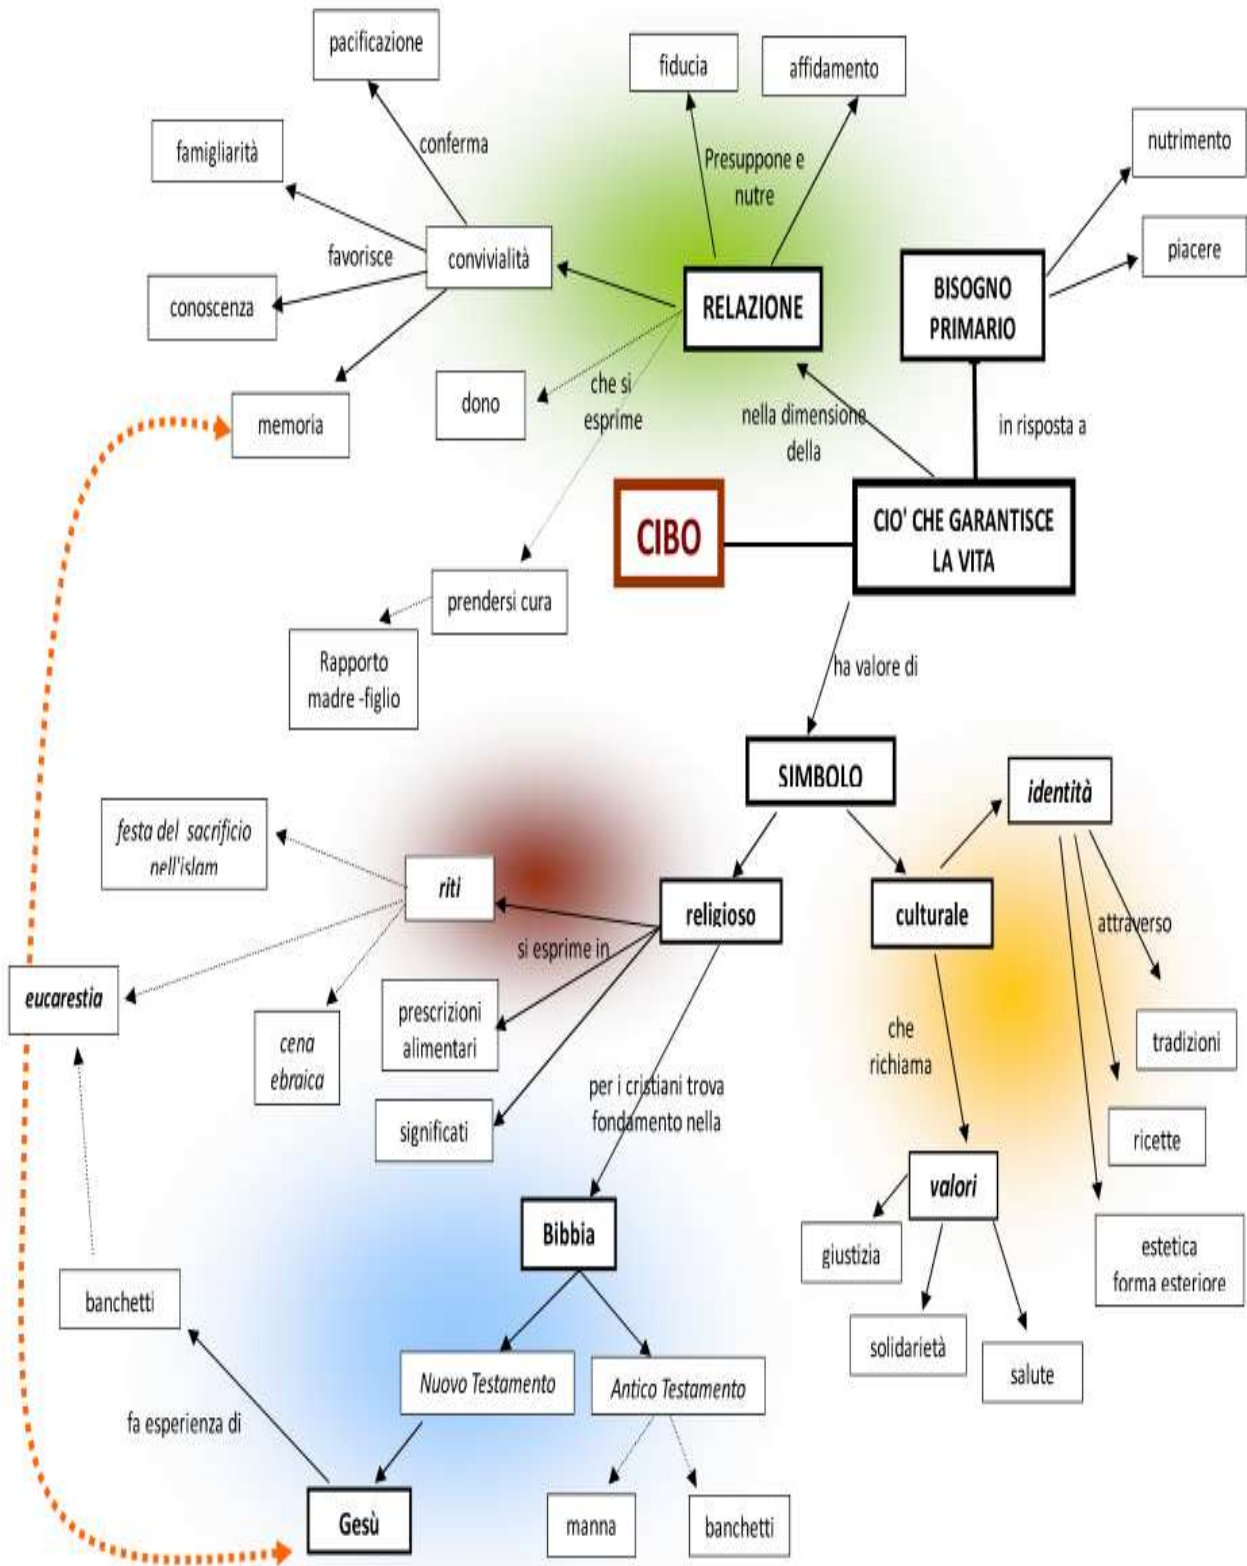 pacificazione
fiducia
affidamento
nutrimento
famigliarità
conferma
Presuppone e
nutre
convivialità
favorisce
piacere
conoscenza
RELAZIONE
BISOGNO
PRIMARIO
dono
che si
esprime
memoria
nella dimensione
della
in risposta a
CIBO
CIO' CHE GARANTISCE
LA VITA
prendersi cura
Rapporto
madre -figlio
ha valore di
SIMBOLO
identità
festa del sacrificio
nell'islam
riti
religioso
culturale
attraverso
si esprime in
eucarestia
cena
ebraica
prescrizioni
alimentari
che
richiama
tradizioni
significati
per i cristiani trova
fondamento nella
ricette
valori
Bibbia
giustizia
estetica
forma esteriore
banchetti
solidarietà
salute
Nuovo Testamento
Antico Testamento
fa esperienza di
Gesù
manna
banchetti